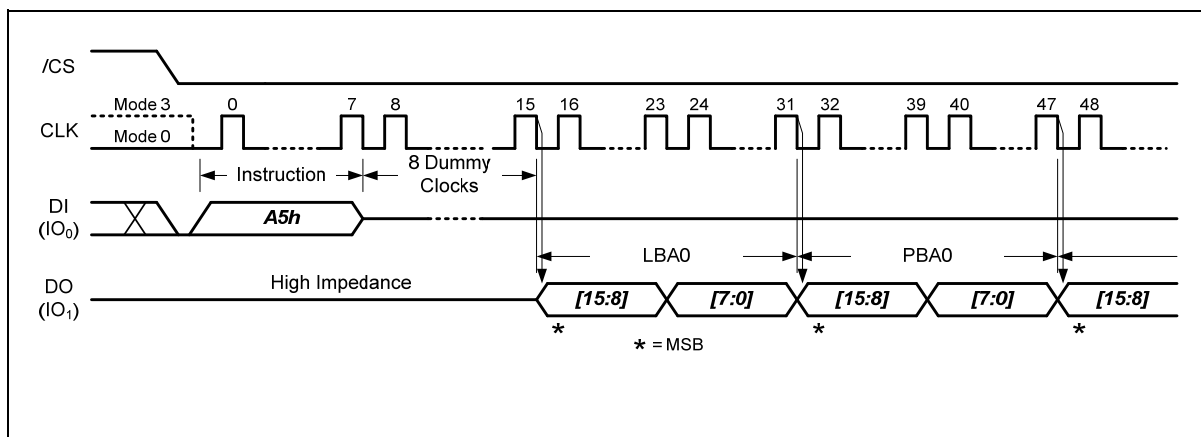 /CS
Mode 3 0 7 8 15 16 23 24 31 32 39 40 47 48
CLK
Mode 0
Instruction 8 Dummy Clocks
DI (IO0) A5h
LBA0 PBA0
DO (IO1) High Impedance [15:8] [7:0] [15:8] [7:0] [15:8]
* * *
* = MSB